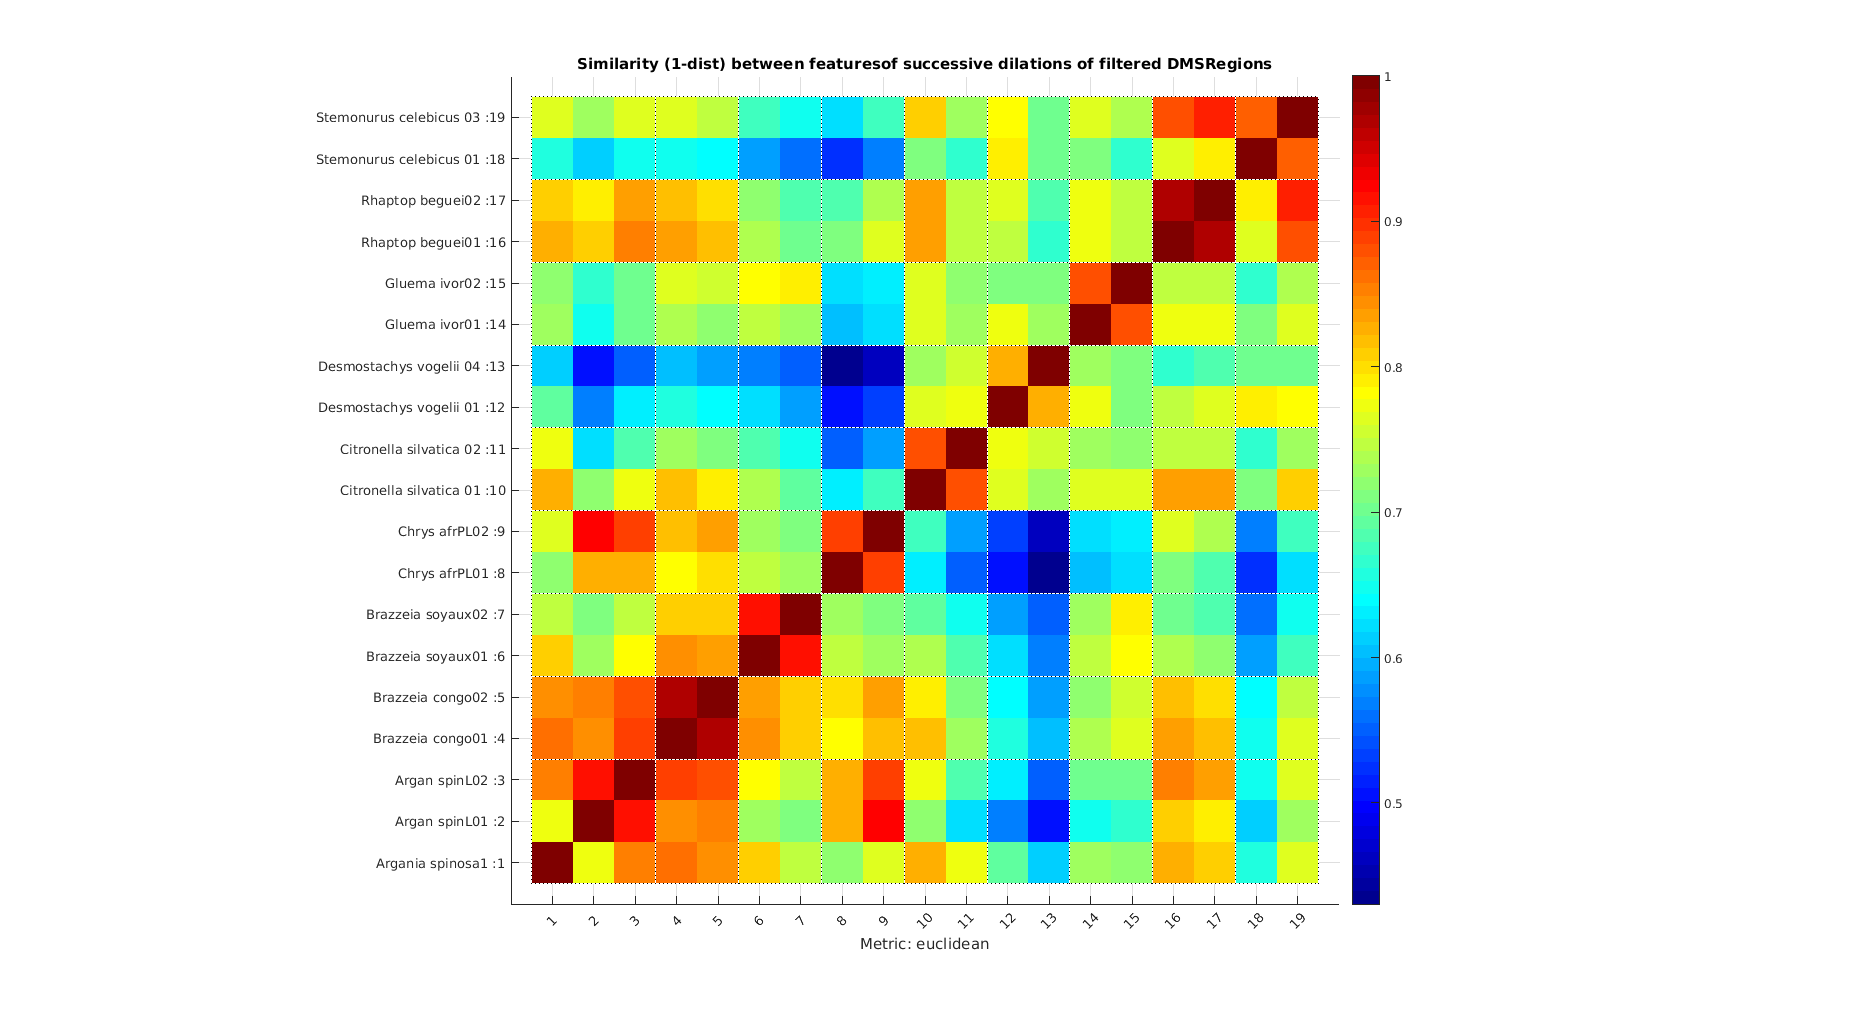 Similarity (1-dist) between featuresof successive dilations of filtered DMSRegions
Stemonurus celebicus 03 :19
Stemonurus celebicus 01 :18
Rhaptop beguei02 :17
Rhaptop beguei01 :16
Gluema ivor02 :15
Gluema ivor01 :14
Desmostachys vogelii 04 :13
Desmostachys vogelii 01 :12
Citronella silvatica 02 :11
Citronella silvatica 01 :10
Chrys afrPL02 :9
Chrys afrPL01 :8
Brazzeia soyaux02 :7
Brazzeia soyaux01 :6
Brazzeia congo02 :5
Brazzeia congo01 :4
Argan spinL02 :3
Argan spinL01 :2
Argania spinosa1 :1
1 2 3 4 5 6 7 8 9 10 11 12 13 14 15 16 17 18 19
Metric: euclidean
1
0.9
0.8
0.7
0.6
0.5